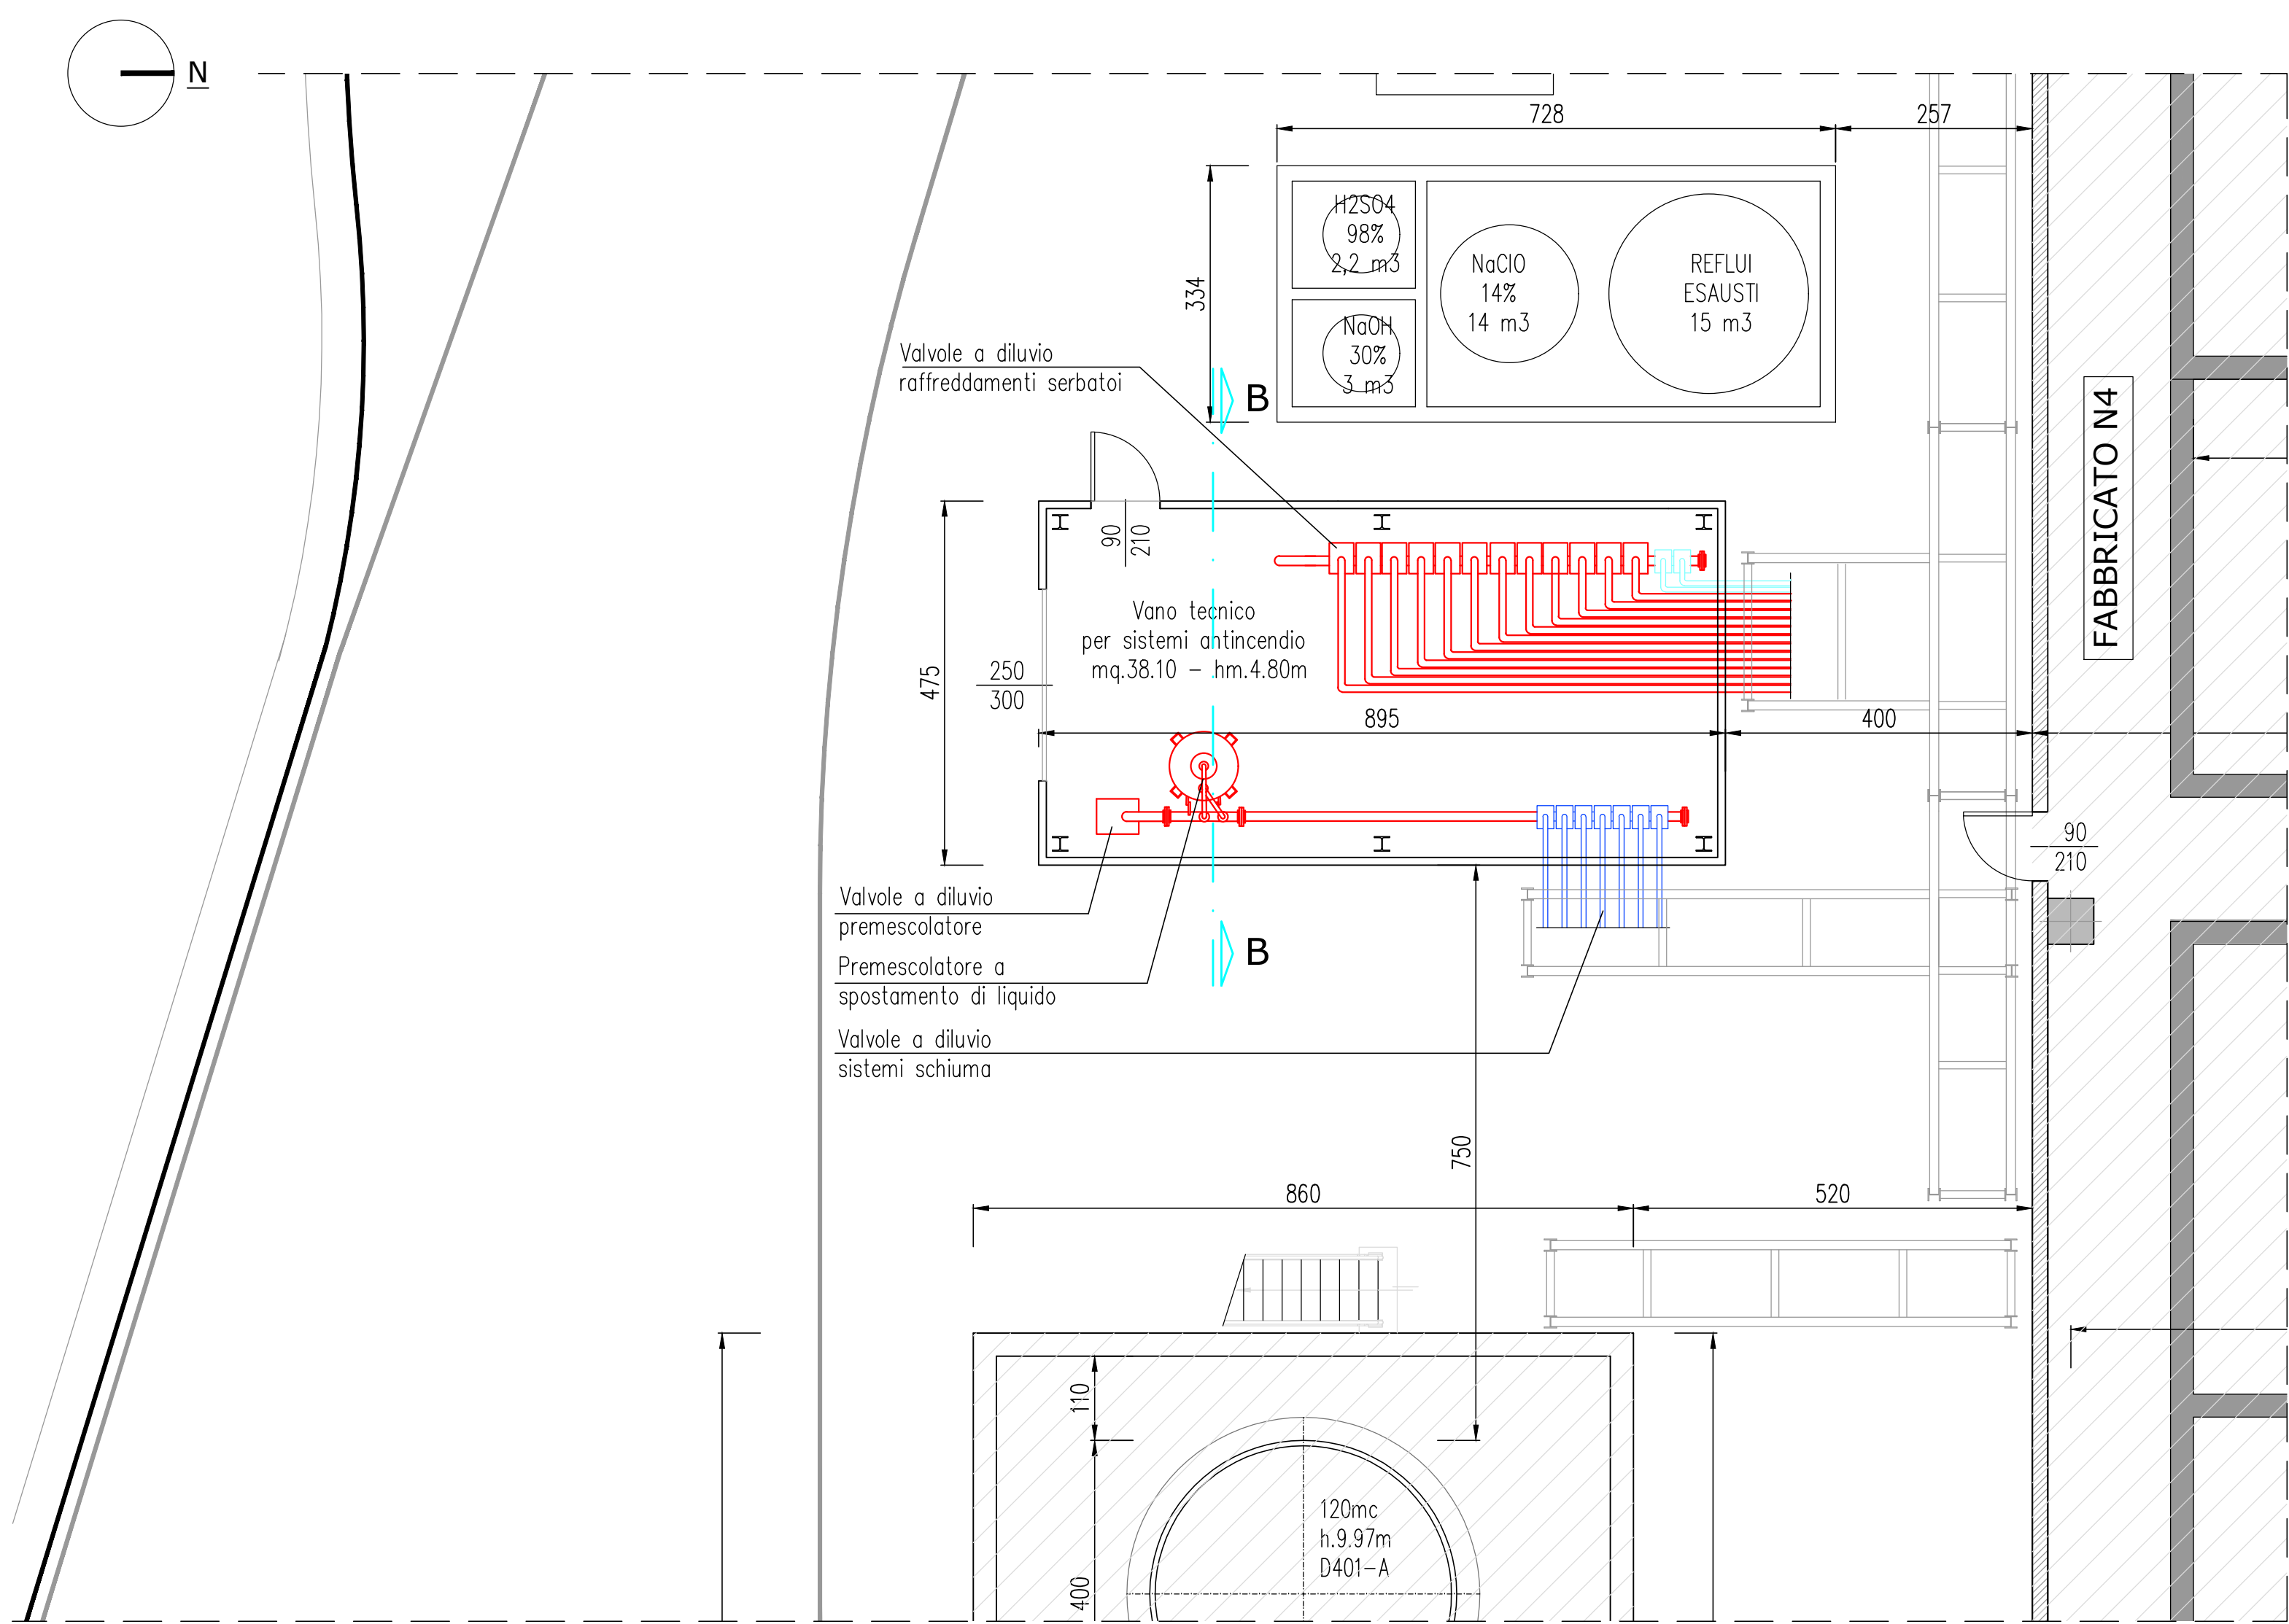 N
728
257
H2SO4
98%
2,2 m3
NaClO
14%
14 m3
REFLUI
ESAUSTI
15 m3
334
NaOH
30%
3 m3
Valvole a diluvio
raffreddamenti serbatoi
B
FABBRICATO N4
90
210
Vano tecnico
per sistemi antincendio
mq.38.10 - hm.4.80m
475
250
300
895
400
90
210
Valvole a diluvio
premescolatore
B
Premescolatore a
spostamento di liquido
Valvole a diluvio
sistemi schiuma
750
860
520
110
120mc
h.9.97m
D401-A
400